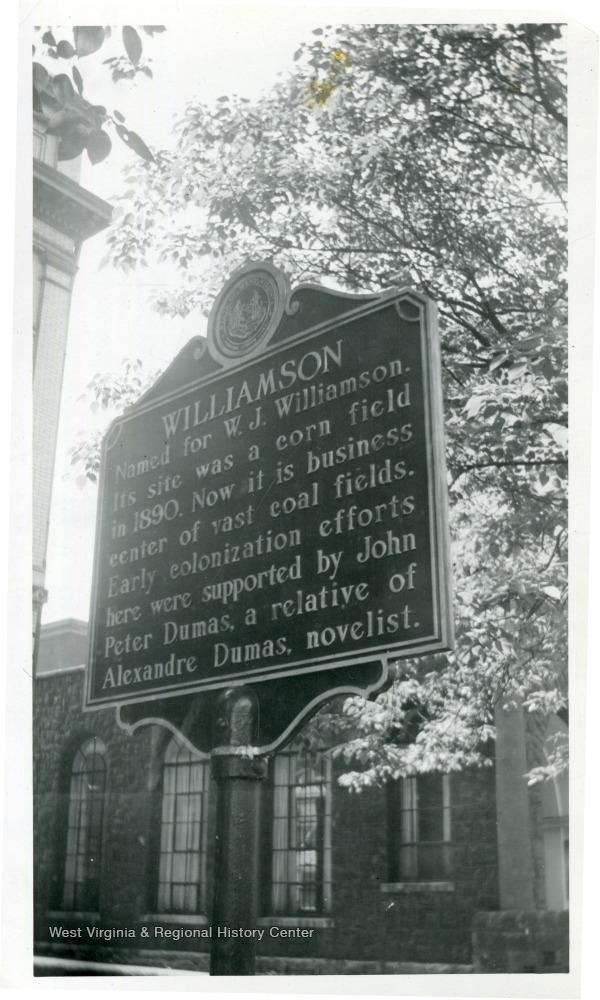 WILLIAMSON
Named for W. J. Williamson.
Its site was a corn field
in 1890. Now it is business
center of vast coal fields.
Early colonization efforts
here were supported by John
Peter Dumas, a relative of
Alexandre Dumas, novelist.
West Virginia & Regional History Center